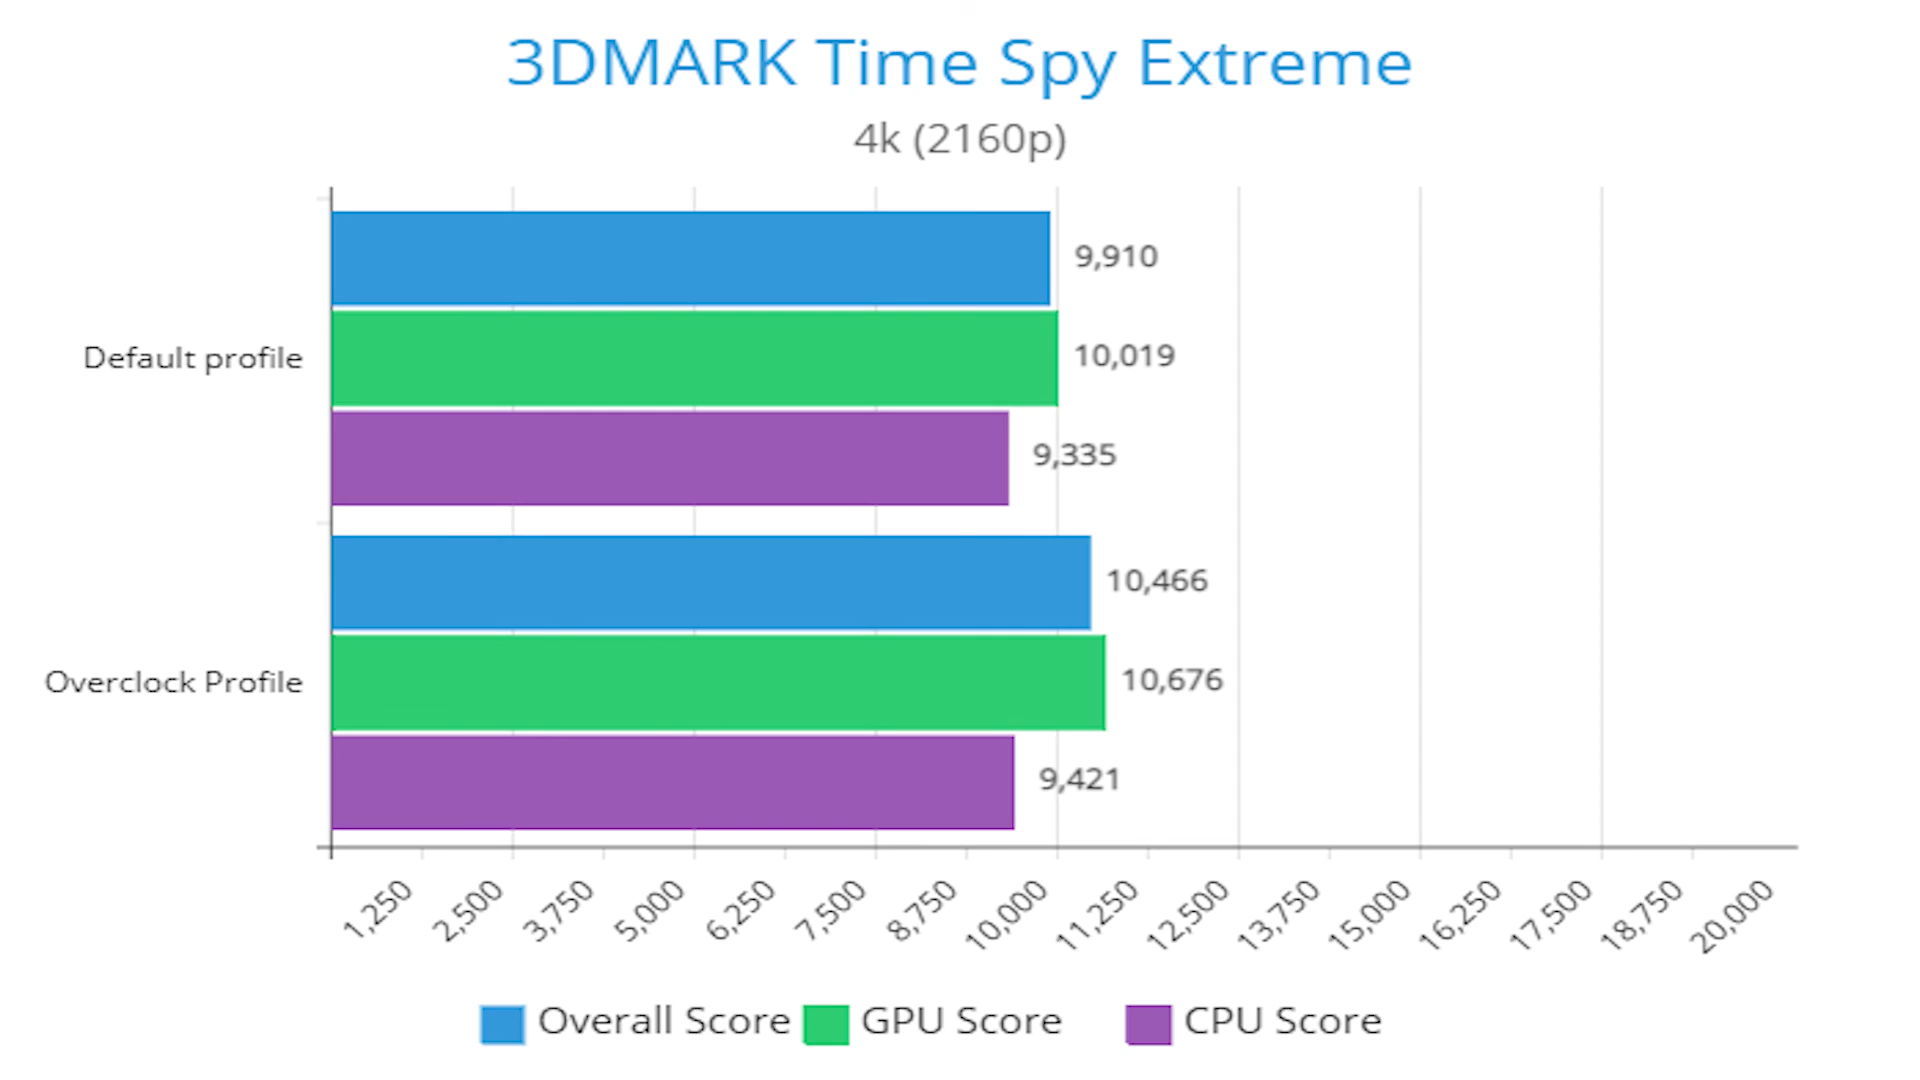 3DMARK Time Spy Extreme
4k (2160p)
9,910
Default profile
10,019
9,335
10,466
Overclock Profile
10,676
9,421
1,250 2,500 3,750 5,000 6,250 7,500 8,750 10,000 11,250 12,500 13,750 15,000 16,250 17,500 18,750 20,000
Overall Score GPU Score CPU Score